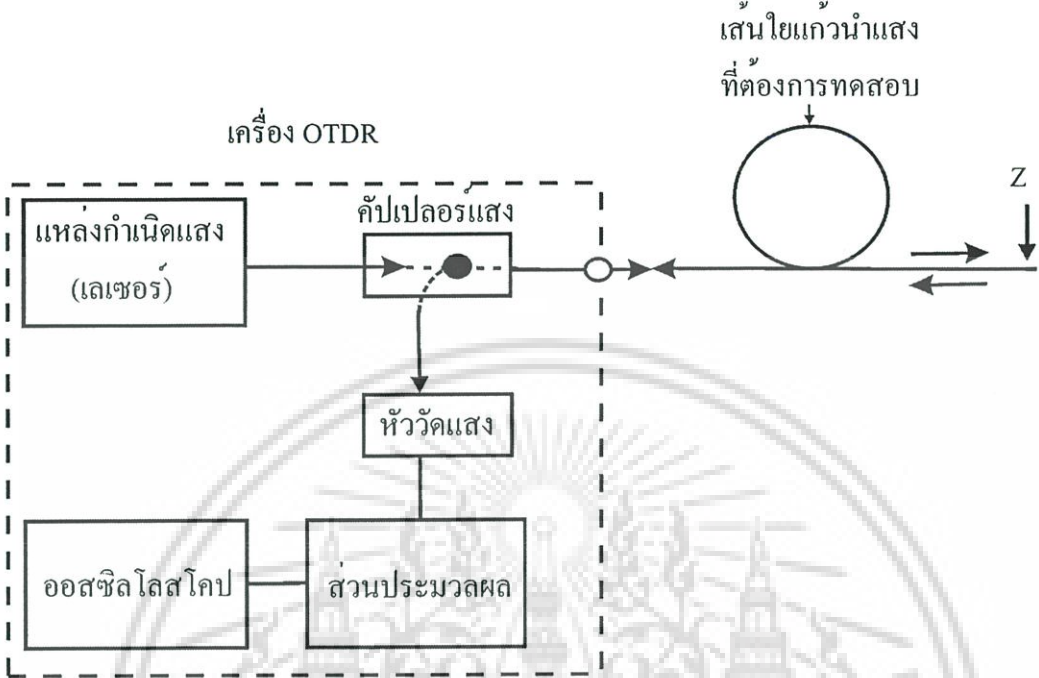 เส้นใยแก้วนำแสง
ที่ต้องการทดสอบ
เครื่อง OTDR
Z
แหล่งกำเนิดแสง
(เลเซอร์)
คัปเปลอร์แสง
หัววัดแสง
ออสซิลโลสโคป
ส่วนประมวลผล